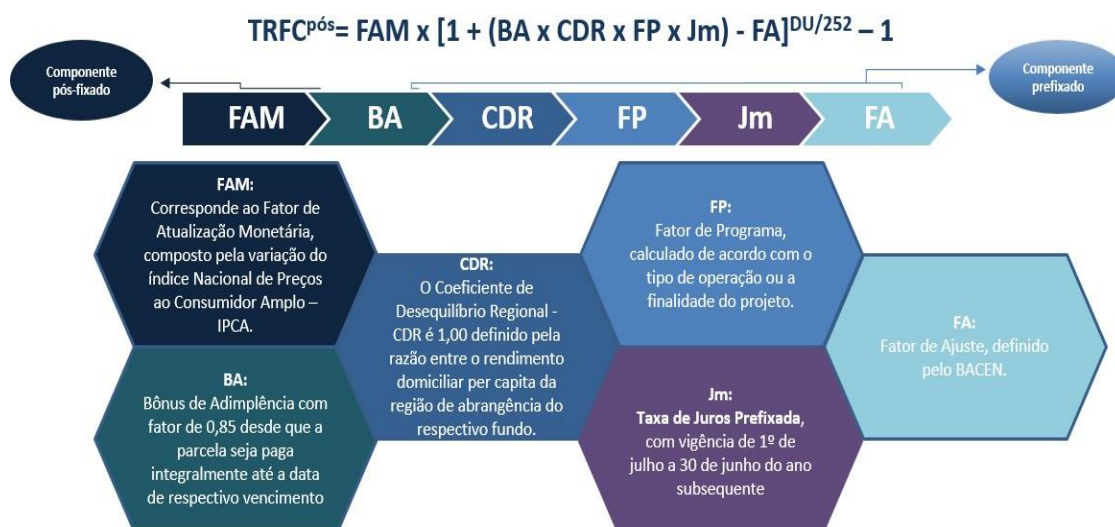 TRFCpós= FAM x [1 + (BA x CDR x FP x Jm) - FA]DU/252 – 1
Componente
pós-fixado
Componente
prefixado
FAM
BA
CDR
FP
Jm
FA
FAM:
Corresponde ao Fator de
Atualização Monetária,
composto pela variação do
índice Nacional de Preços
ao Consumidor Amplo –
IPCA.
BA:
Bônus de Adimplência com
fator de 0,85 desde que a
parcela seja paga
integralmente até a data
de respectivo vencimento
CDR:
O Coeficiente de
Desequilíbrio Regional -
CDR é 1,00 definido pela
razão entre o rendimento
domiciliar per capita da
região de abrangência do
respectivo fundo.
FP:
Fator de Programa,
calculado de acordo com o
tipo de operação ou a
finalidade do projeto.
Jm:
Taxa de Juros Prefixada,
com vigência de 1º de
julho a 30 de junho do ano
subsequente
FA:
Fator de Ajuste, definido
pelo BACEN.